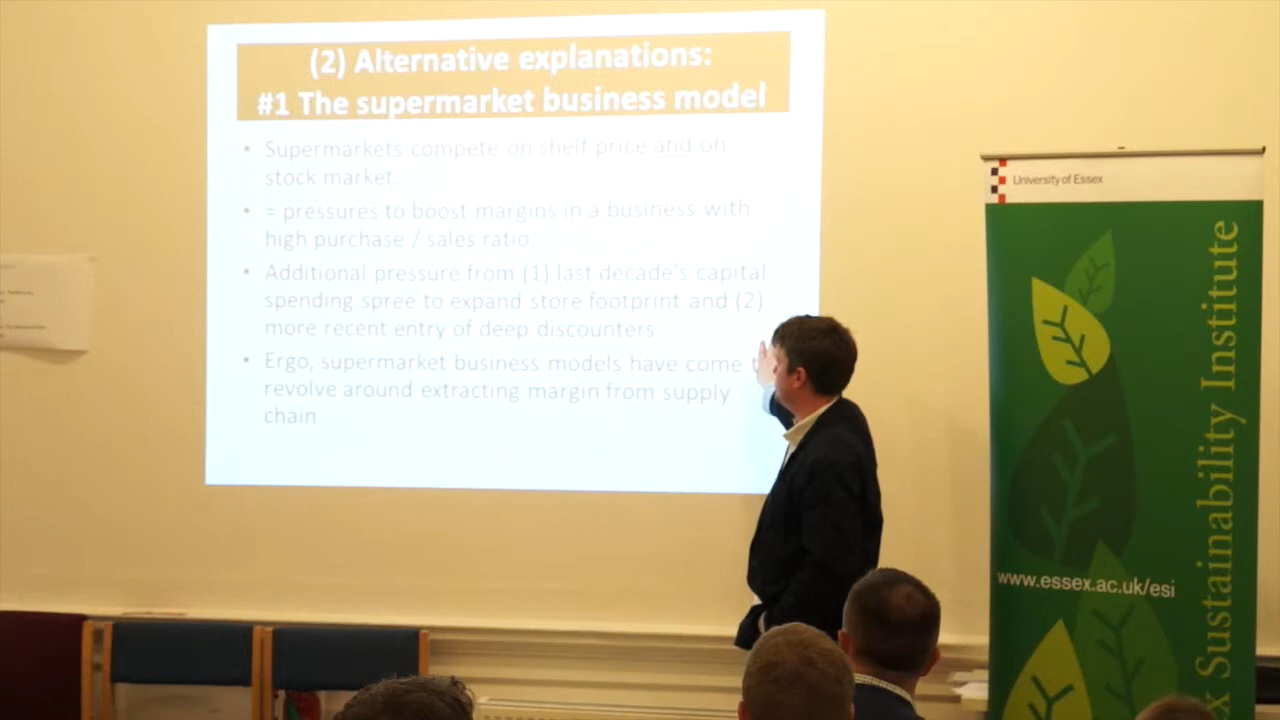 (2) Alternative explanations:
#1 The supermarket business model
• Supermarkets compete on shelf price and on
stock market.
• = pressures to boost margins in a business with
high purchase / sales ratio.
• Additional pressure from (1) last decade's capital
spending spree to expand store footprint and (2)
more recent entry of deep discounters
• Ergo, supermarket business models have come
revolve around extracting margin from supply
chain
University of Essex
Sustainability Institute
www.essex.ac.uk/esi